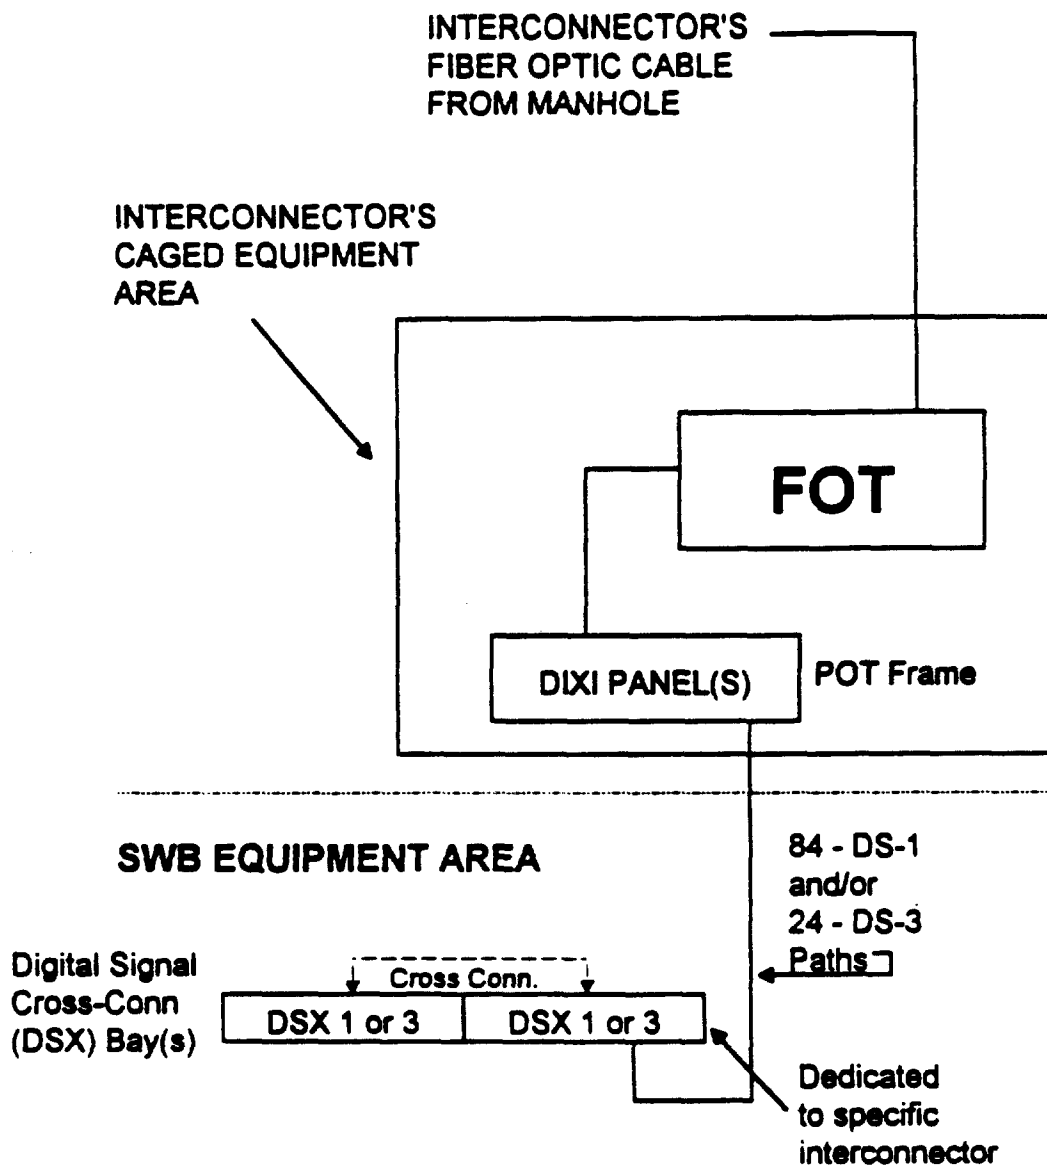 INTERCONNECTOR'S
FIBER OPTIC CABLE
FROM MANHOLE
INTERCONNECTOR'S
CAGED EQUIPMENT
AREA
FOT
DIXI PANEL(S)
POT Frame
SWB EQUIPMENT AREA
84 - DS-1
and/or
24 - DS-3
Paths
Digital Signal
Cross-Conn
(DSX) Bay(s)
Cross Conn.
DSX 1 or 3
DSX 1 or 3
Dedicated
to specific
interconnector